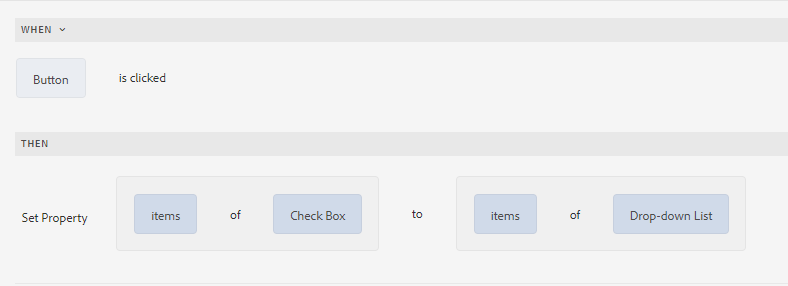 WHEN
Button is clicked
THEN
Set Property items of Check Box to items of Drop-down List